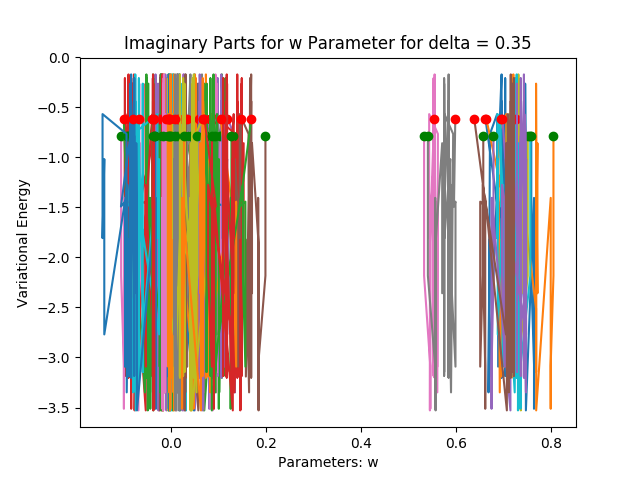 Imaginary Parts for w Parameter for delta = 0.35
0.0
−0.5
−1.0
−1.5
−2.0
−2.5
−3.0
−3.5
Variational Energy
0.0 0.2 0.4 0.6 0.8
Parameters: w